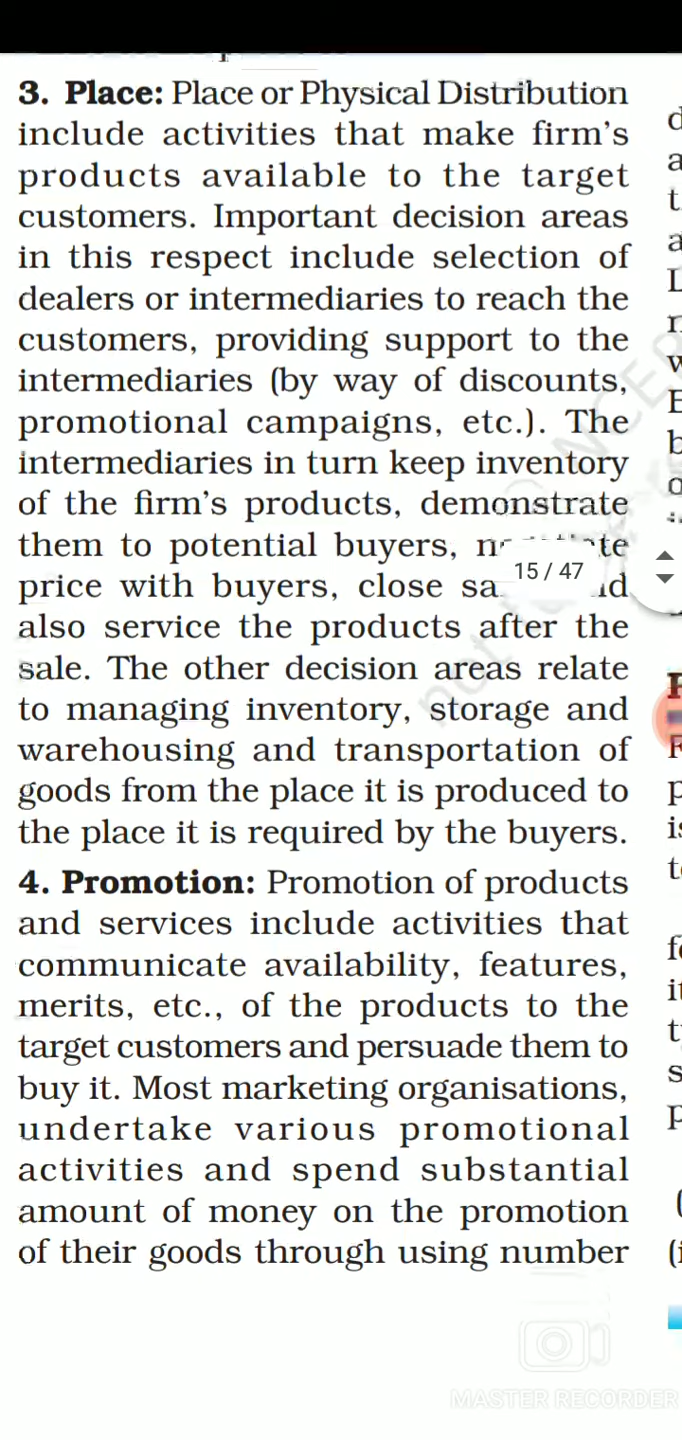 3. Place: Place or Physical Distribution
include activities that make firm's
products available to the target
customers. Important decision areas
in this respect include selection of
dealers or intermediaries to reach the
customers, providing support to the
intermediaries (by way of discounts,
promotional campaigns, etc.). The
intermediaries in turn keep inventory
of the firm's products, demonstrate
them to potential buyers,
price with buyers, close
also service the products after the
sale. The other decision areas relate
to managing inventory, storage and
warehousing and transportation of
goods from the place it is produced to
the place it is required by the buyers.
4. Promotion: Promotion of products
and services include activities that
communicate availability, features,
merits, etc., of the products to the
target customers and persuade them to
buy it. Most marketing organisations,
undertake various promotional
activities and spend substantial
amount of money on the promotion
of their goods through using number
15 / 47
not
MASTER RECORDER